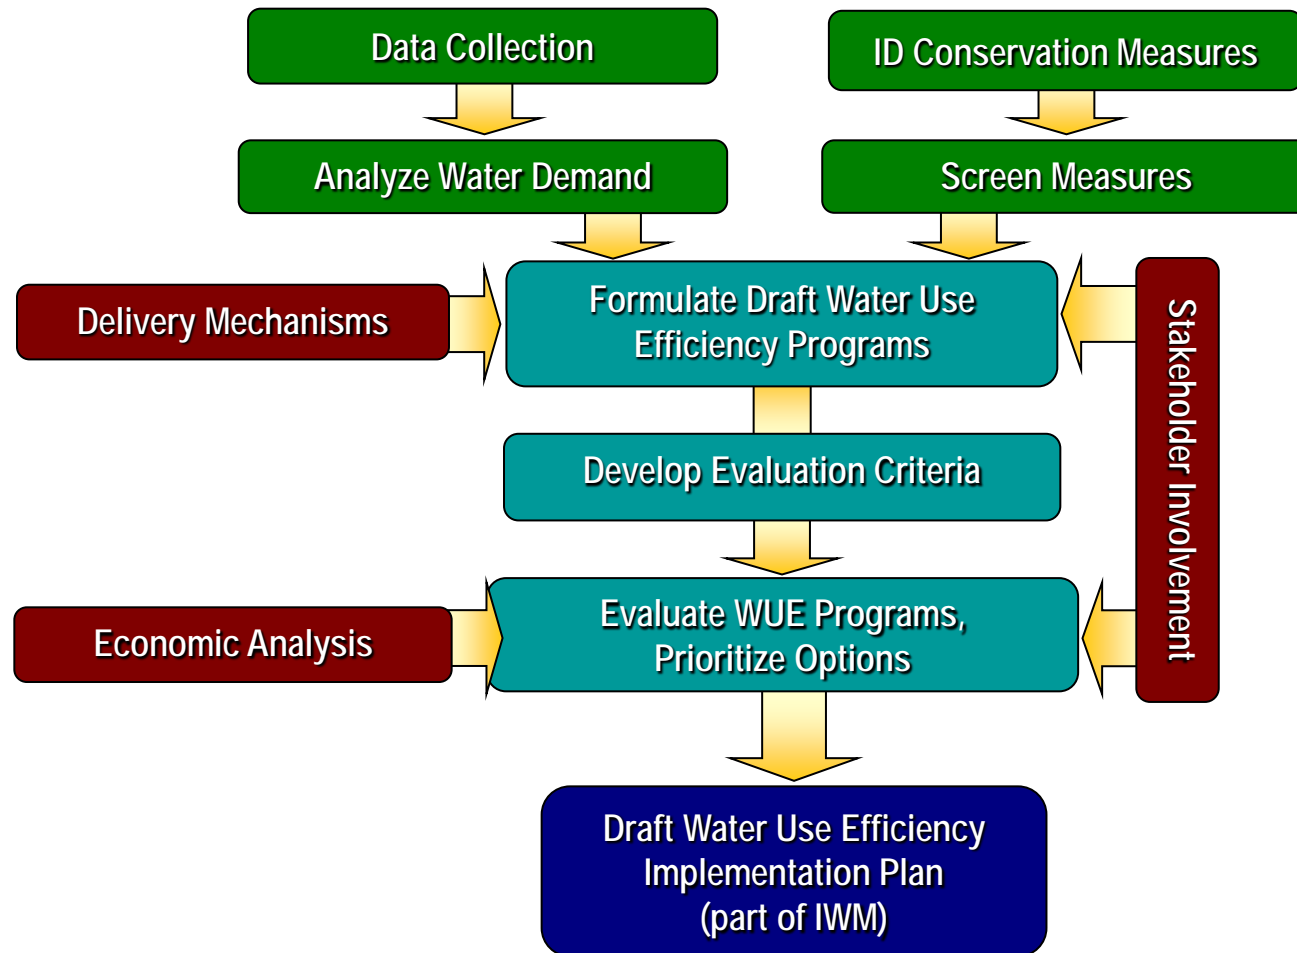 Data Collection
ID Conservation Measures
Analyze Water Demand
Screen Measures
Delivery Mechanisms
Formulate Draft Water Use
Efficiency Programs
Stakeholder Involvement
Develop Evaluation Criteria
Economic Analysis
Evaluate WUE Programs,
Prioritize Options
Draft Water Use Efficiency
Implementation Plan
(part of IWM)